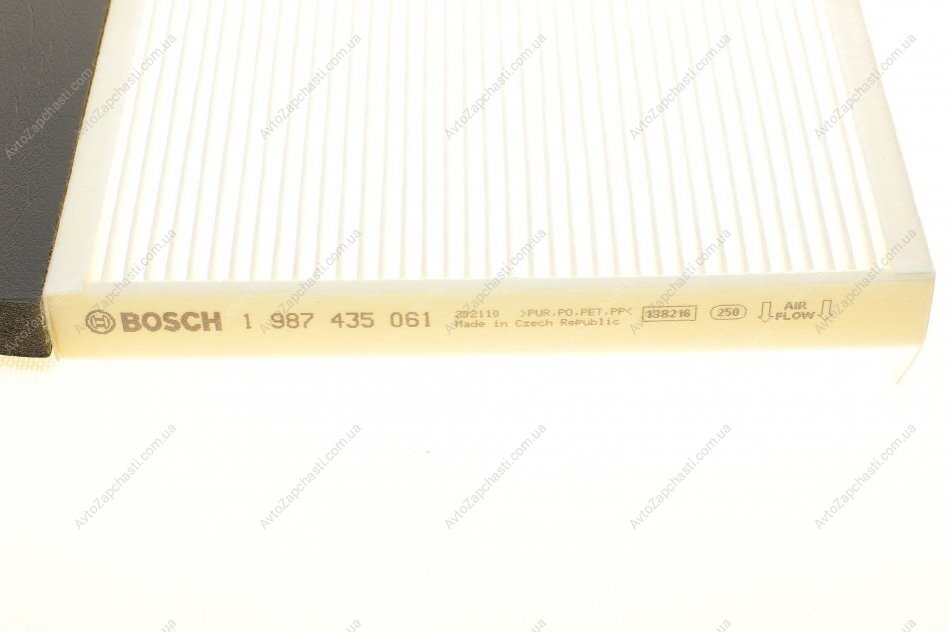 BOSCH 1 987 435 061 202110 >PUR,PO,PET,PP< 138216 250 AIR FLOW
Made in Czech RePublic
AvtoZapchasti.com.ua